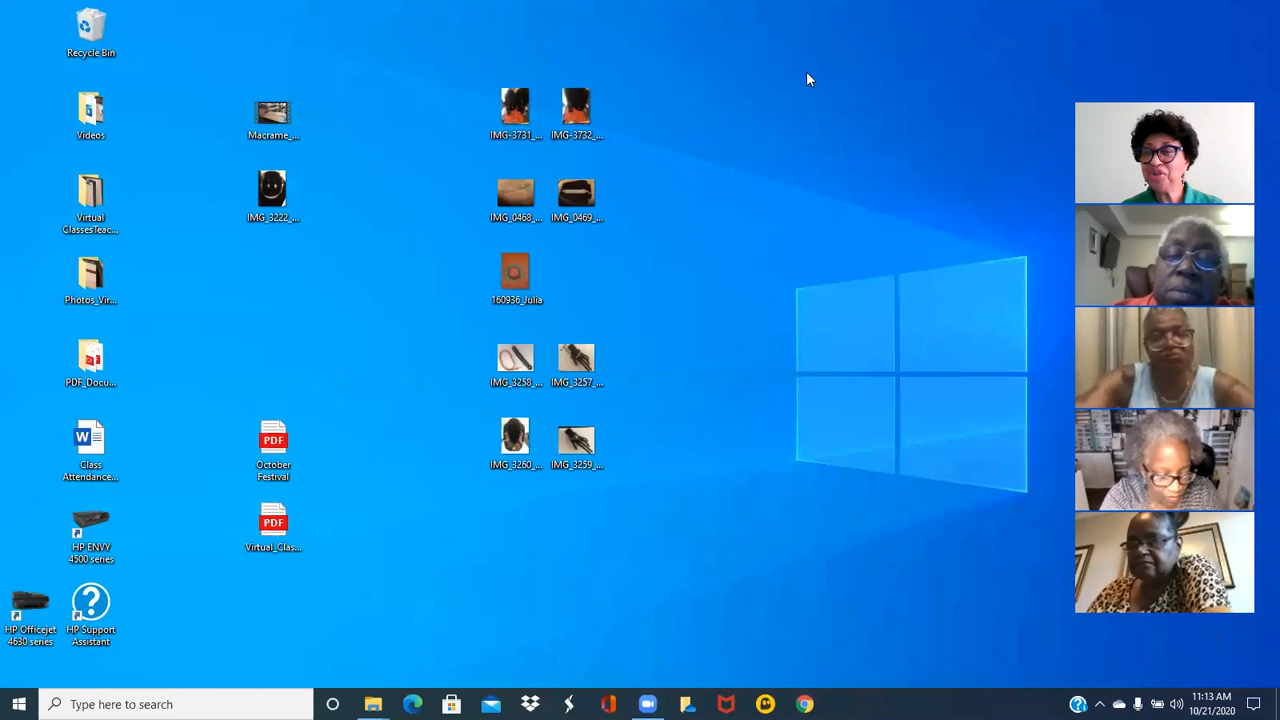 Recycle Bin
Videos
Macrame_...
IMG-3731_...
IMG-3732_...
Virtual
ClassesTeac...
IMG_3222_...
IMG_0468_...
IMG_0469_...
Photos_Vir...
160936_Julia
PDF_Docu...
IMG_3258_...
IMG_3257_...
W
Class
Attendance...
PDF
October
Festival
IMG_3260_...
IMG_3259_...
HP ENVY
4500 series
PDF
Virtual_Clas...
HP Officejet
4630 series
?
HP Support
Assistant
Type here to search
11:13 AM
10/21/2020